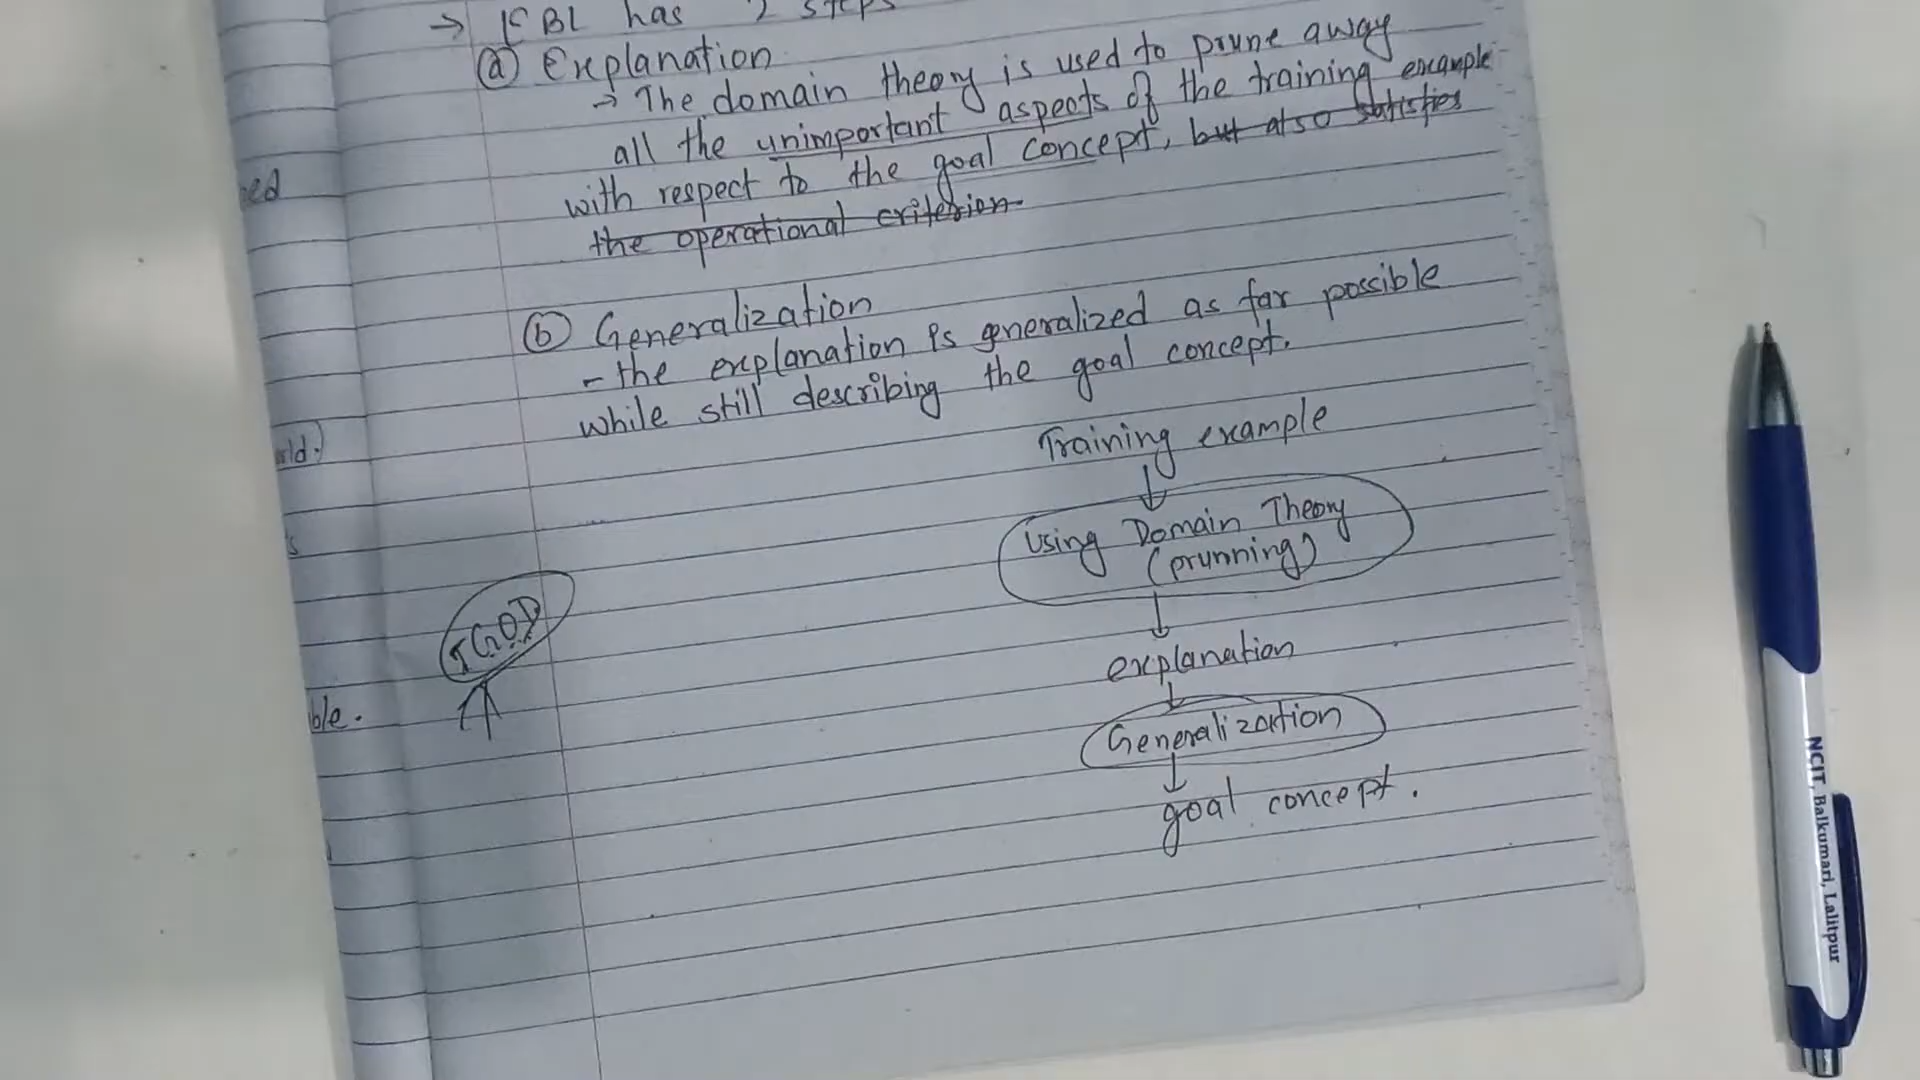 → EBL has 2 steps
ⓐ Explanation
→ The domain theory is used to prune away
all the unimportant aspects of the training example
with respect to the goal concept, but also satisfies
the operational criterion.
ⓑ Generalization
- the explanation is generalized as far possible
while still describing the goal concept.
Training example
↓
Using Domain Theory
(prunning)
↓
explanation
↓
Generalization
↓
goal concept.
ble.
TGOD
NCIT, Balkumari, Lalitpur